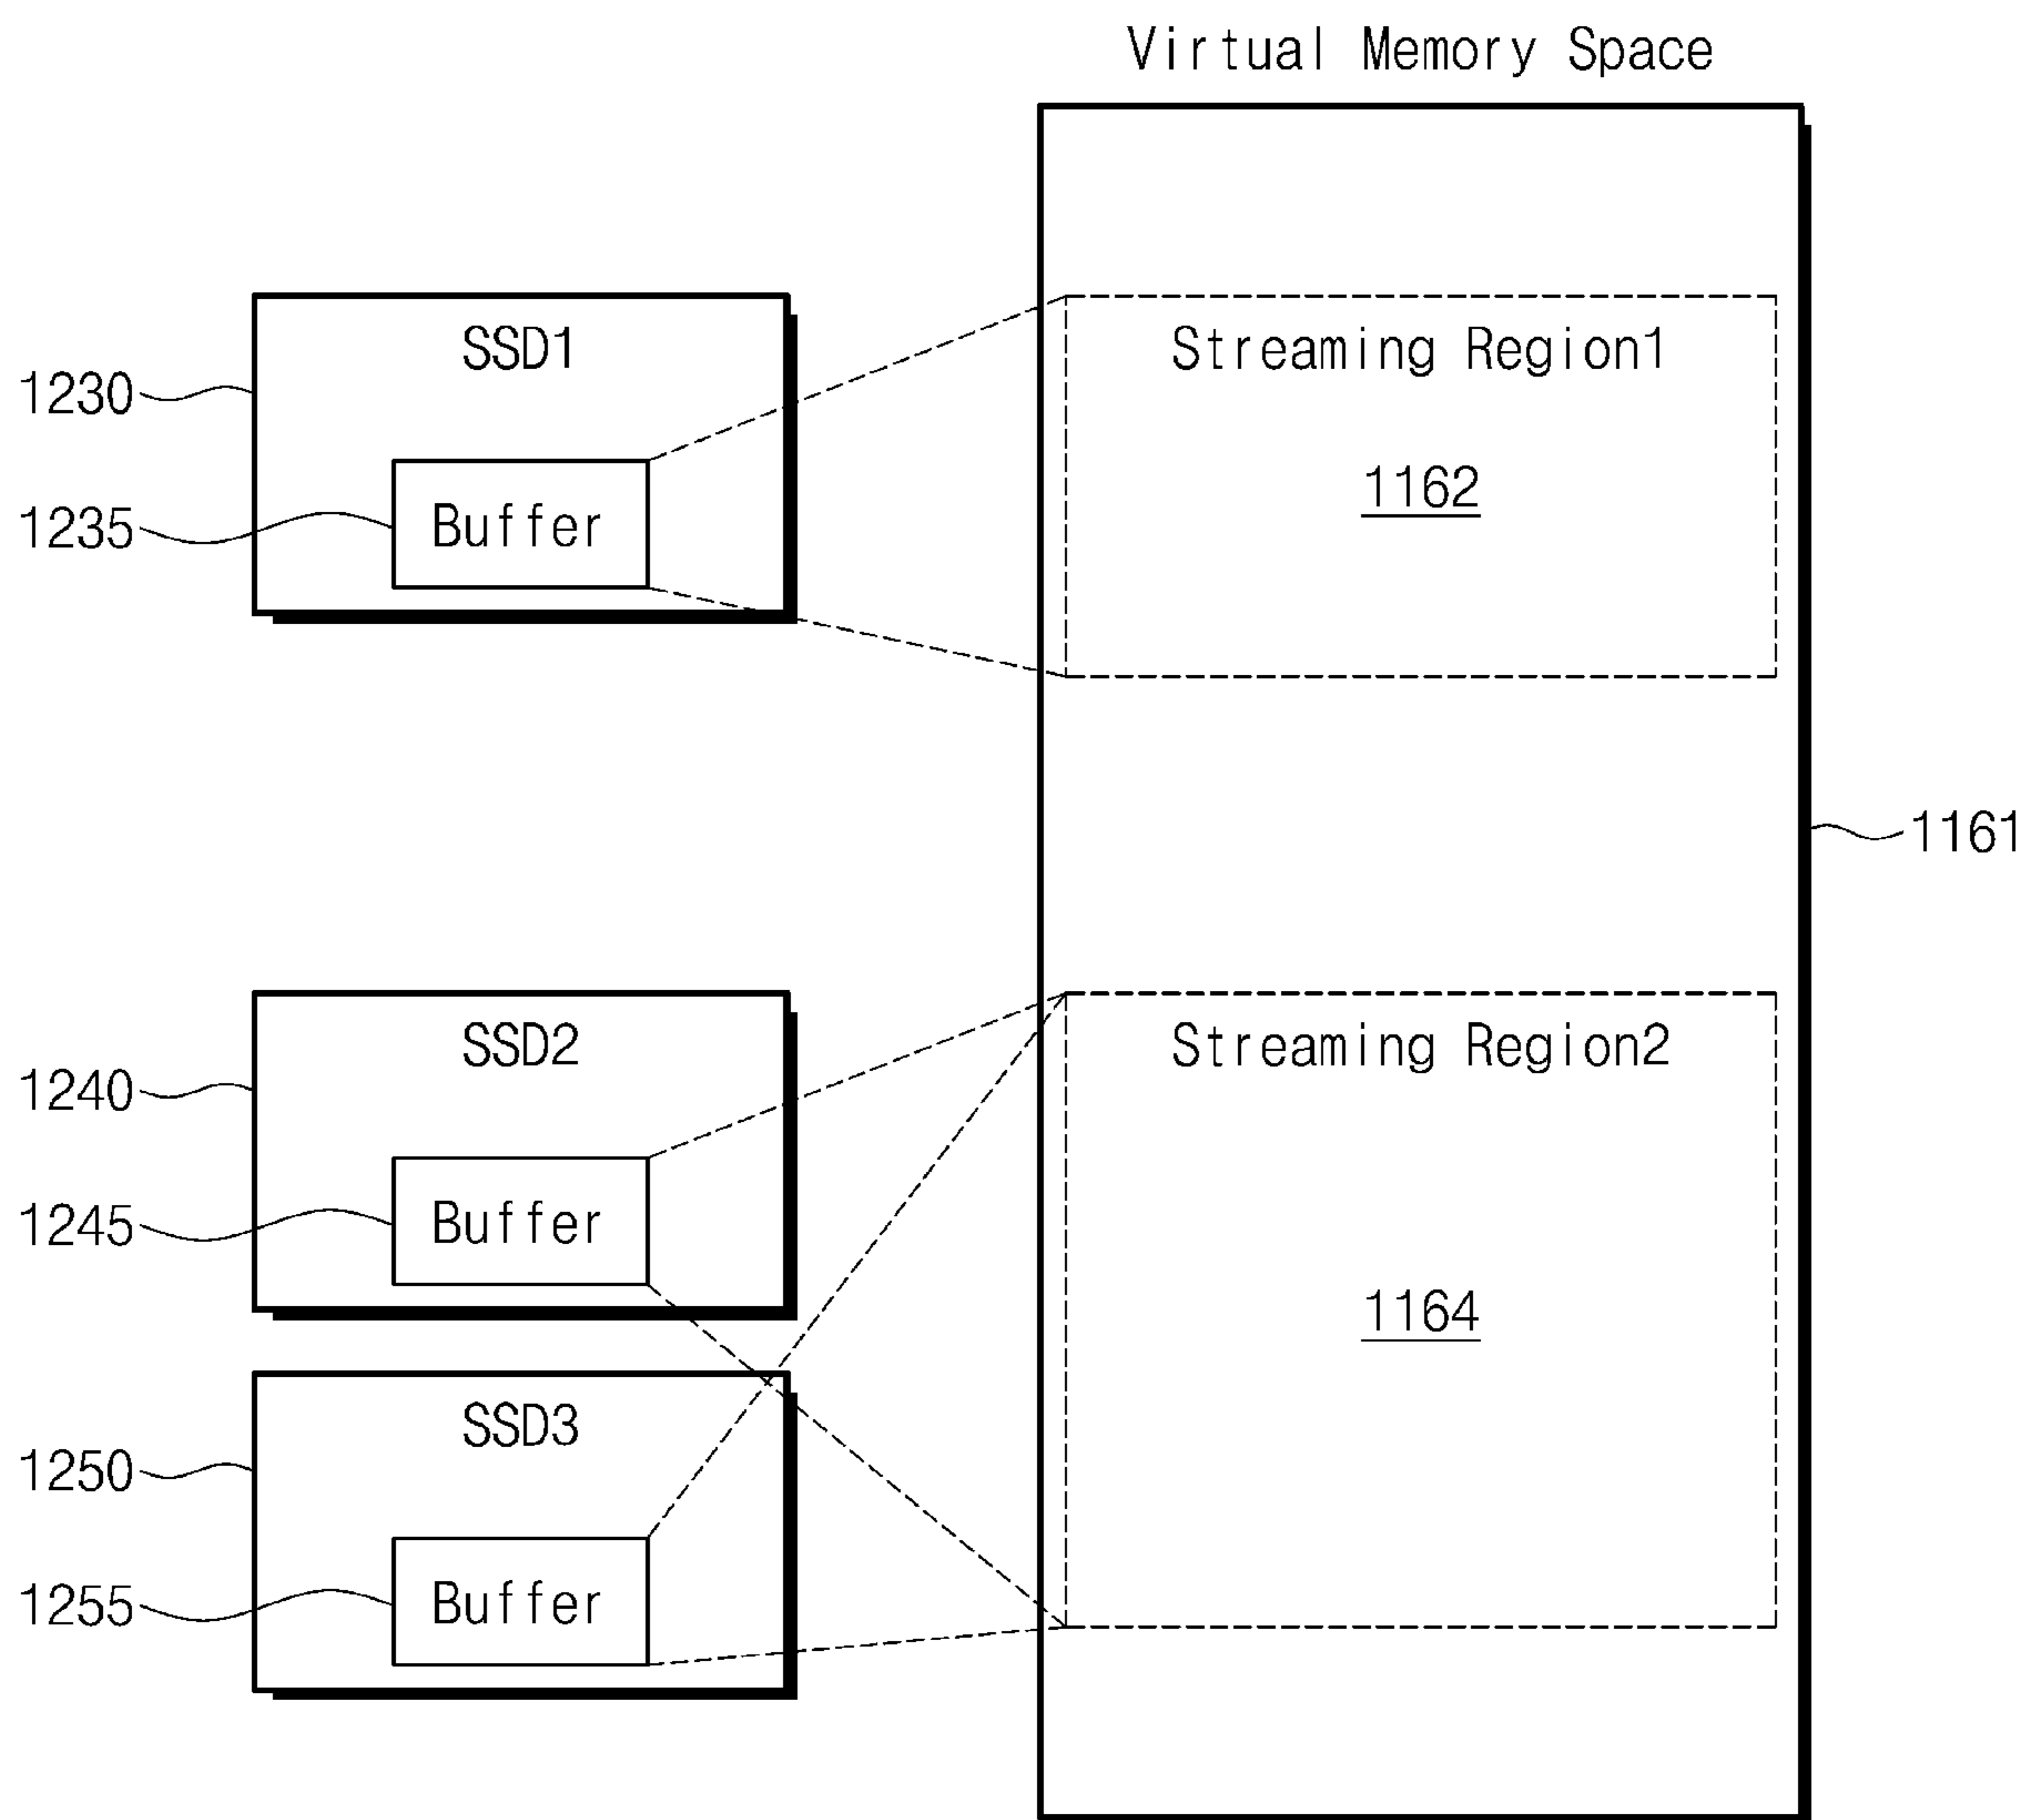 Virtual Memory Space
SSD1
Streaming Region1
1230
1162
1235
Buffer
1161
SSD2
Streaming Region2
1240
1245
Buffer
1164
SSD3
1250
1255
Buffer